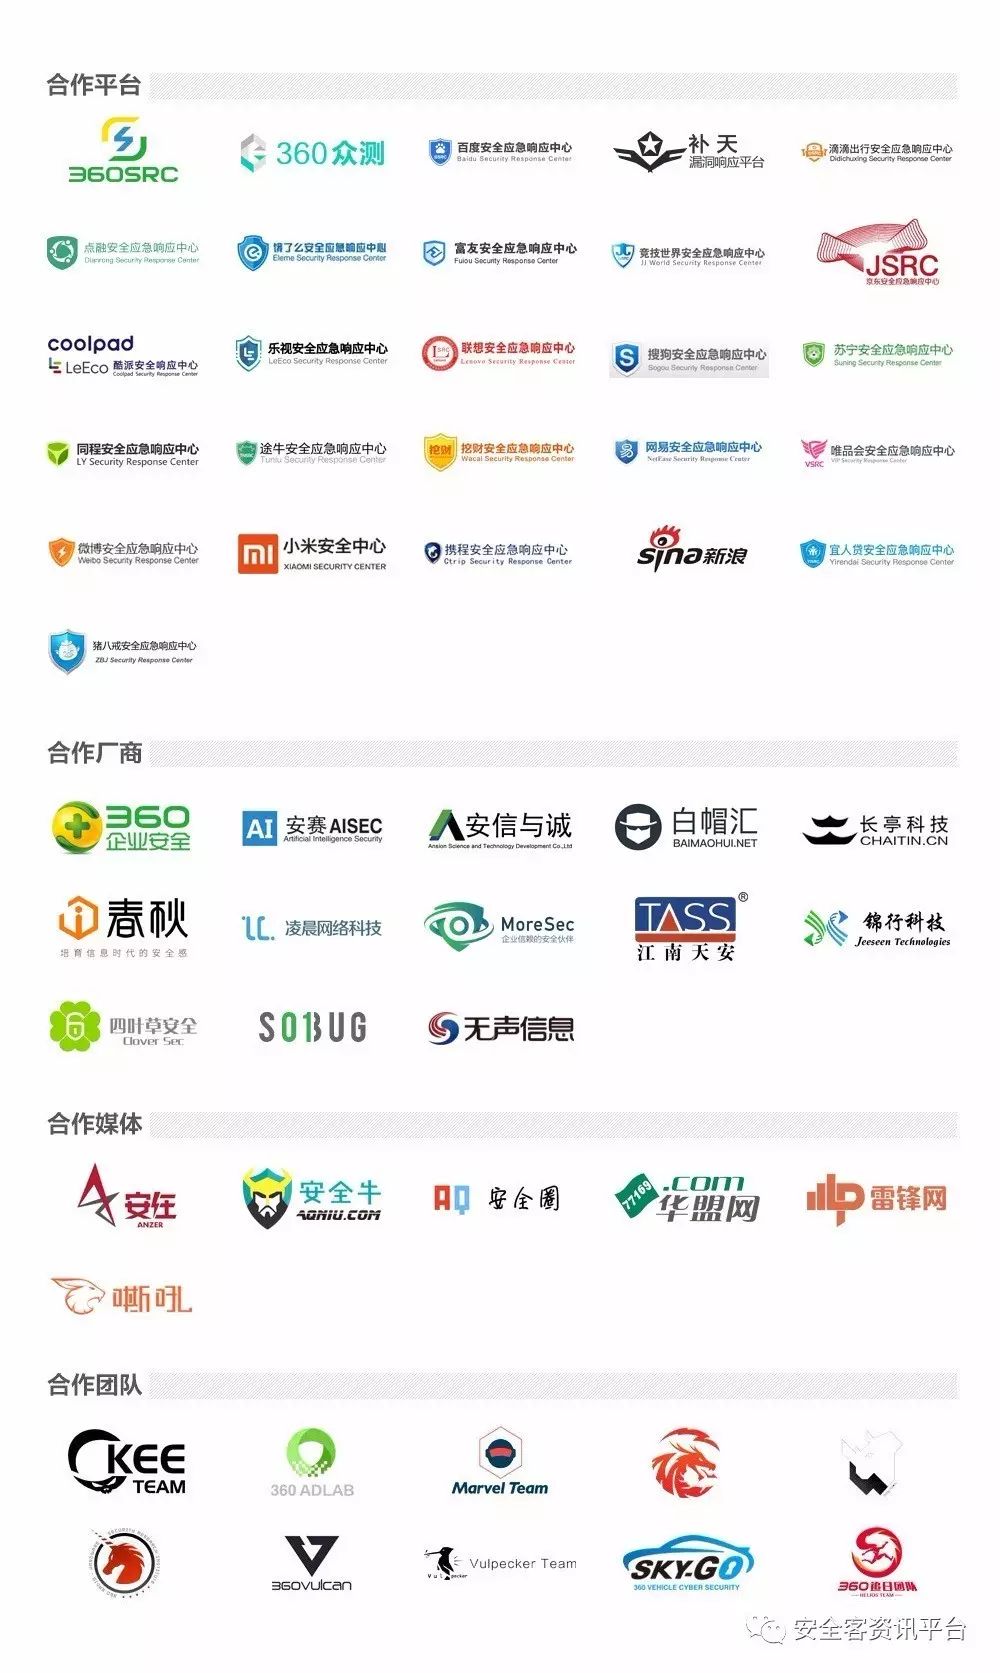 合作平台
360SRC
360众测
百度安全应急响应中心
Baidu Security Response Center
补天
漏洞响应平台
滴滴出行安全应急响应中心
Didichuxing Security Response Center
点融安全应急响应中心
Dianrong Security Response Center
饿了么安全应急响应中心
Eleme Security Response Center
富友安全应急响应中心
Fuiou Security Response Center
竞技世界安全应急响应中心
JJ World Security Response Center
JSRC
京东安全应急响应中心
coolpad
LeEco 酷派安全响应中心
Coolpad Security Response Center
乐视安全应急响应中心
LeEco Security Response Center
联想安全应急响应中心
Lenovo Security Response Center
搜狗安全应急响应中心
Sogou Security Response Center
苏宁安全应急响应中心
Suning Security Response Center
同程安全应急响应中心
LY Security Response Center
途牛安全应急响应中心
Tuniu Security Response Center
挖财
挖财安全应急响应中心
Wacai Security Response Center
网易安全应急响应中心
NetEase Security Response Center
VSRC
唯品会安全应急响应中心
VIP Security Response Center
微博安全应急响应中心
Weibo Security Response Center
mi
小米安全中心
XIAOMI SECURITY CENTER
携程安全应急响应中心
Ctrip Security Response Center
sina新浪
宜人贷安全应急响应中心
Yirendai Security Response Center
猪八戒安全应急响应中心
ZBJ Security Response Center
合作厂商
360
企业安全
AI
安赛AISEC
Artificial Intelligence Security
安信与诚
Ansion Science and Technology Development Co.,Ltd
白帽汇
BAIMAOHUI.NET
长亭科技
CHAITIN.CN
春秋
培育信息时代的安全感
凌晨网络科技
MoreSec
企业信赖的安全伙伴
TASS®
江南天安
锦行科技
Jeeseen Technologies
四叶草安全
Clover Sec
SO1BUG
无声信息
合作媒体
安在
ANZER
安全牛
AQNIU.COM
AQ 安全圈
77169
.com
华盟网
雷锋网
嘶吼
合作团队
CKEE
TEAM
360 ADLAB
Marvel Team
360VULCAN
Vulpecker
Vulpecker Team
SKY-GO
360 VEHICLE CYBER SECURITY
360追日团队
HELIOS TEAM
安全客资讯平台